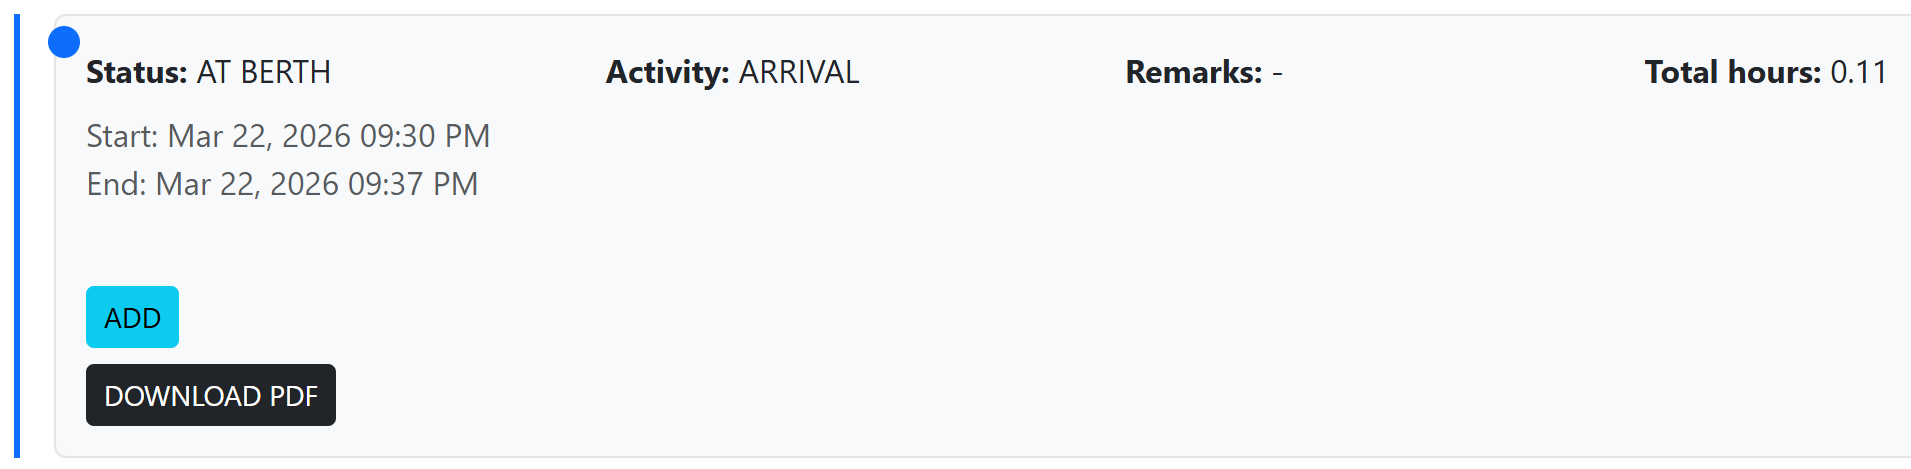 Status: AT BERTH Activity: ARRIVAL Remarks: - Total hours: 0.11
Start: Mar 22, 2026 09:30 PM
End: Mar 22, 2026 09:37 PM
ADD
DOWNLOAD PDF